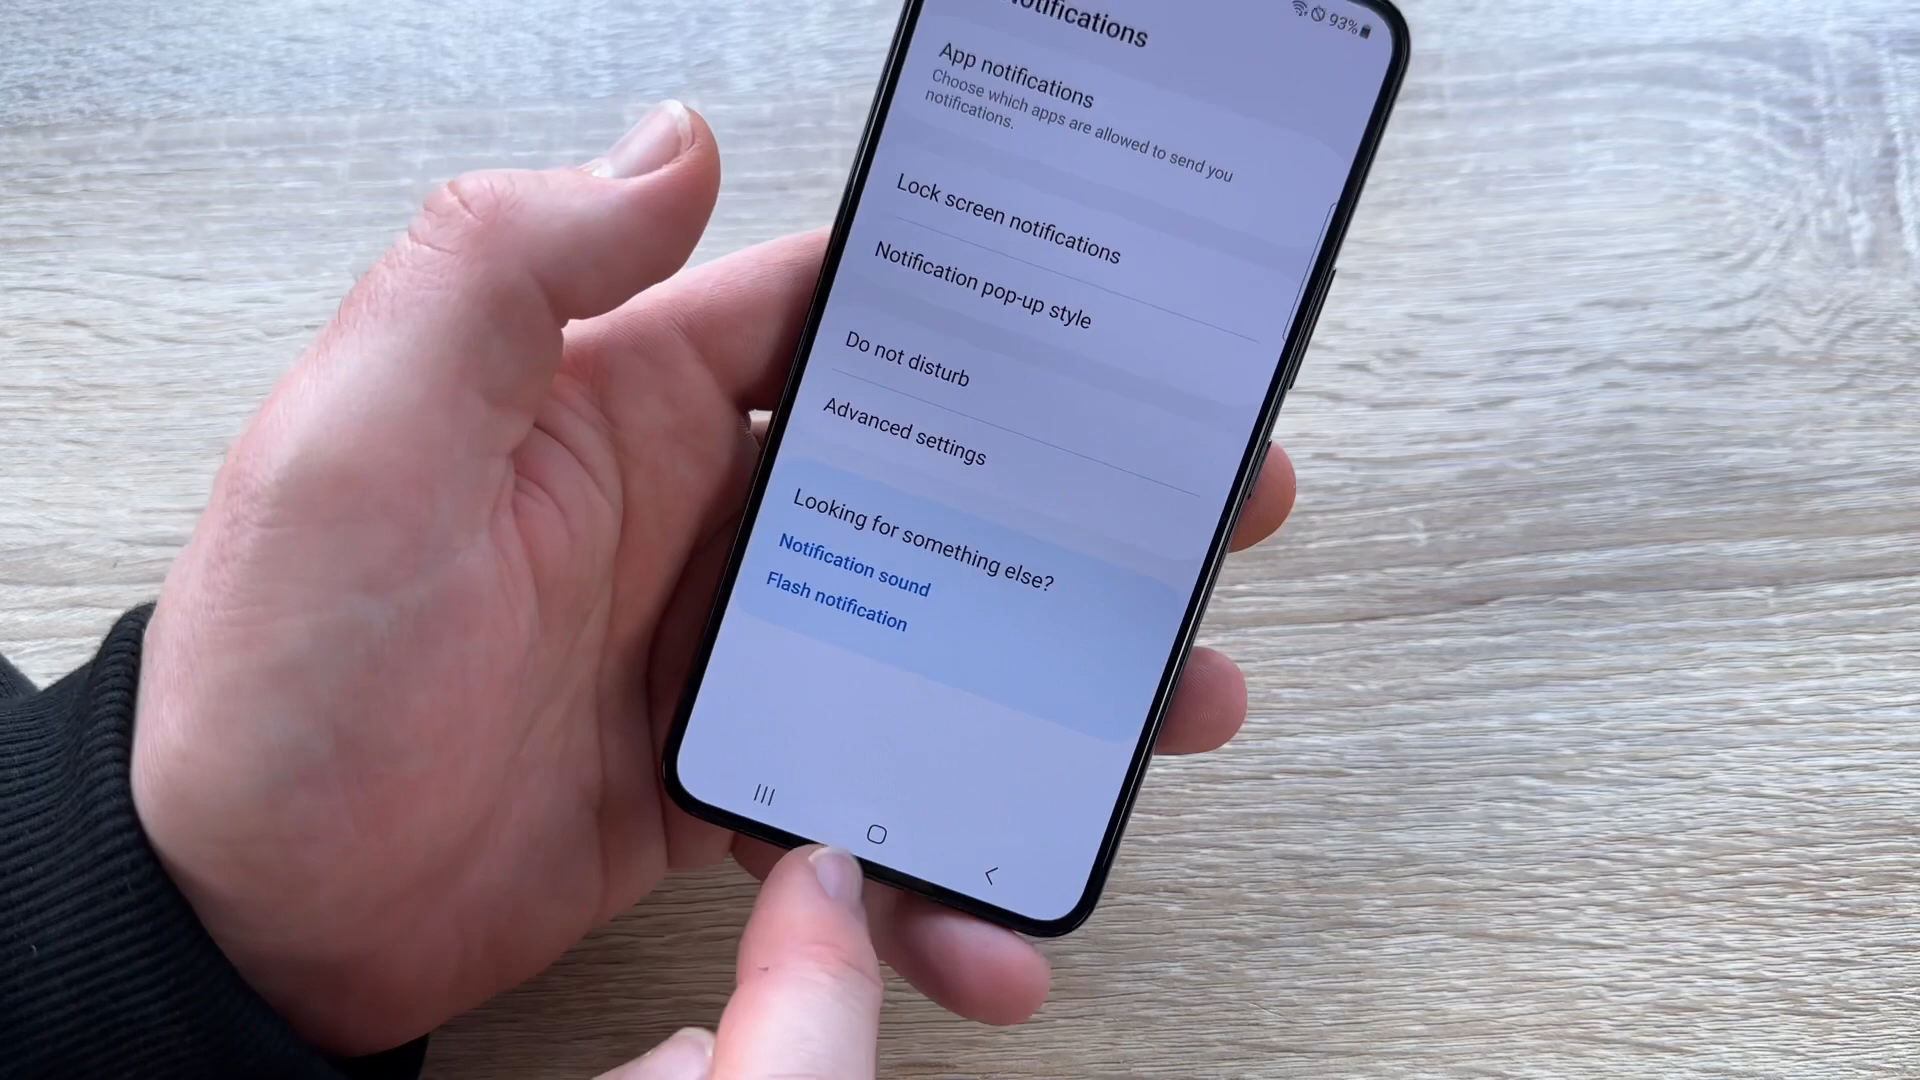 Notifications
93%
App notifications
Choose which apps are allowed to send you
notifications.
Lock screen notifications
Notification pop-up style
Do not disturb
Advanced settings
Looking for something else?
Notification sound
Flash notification